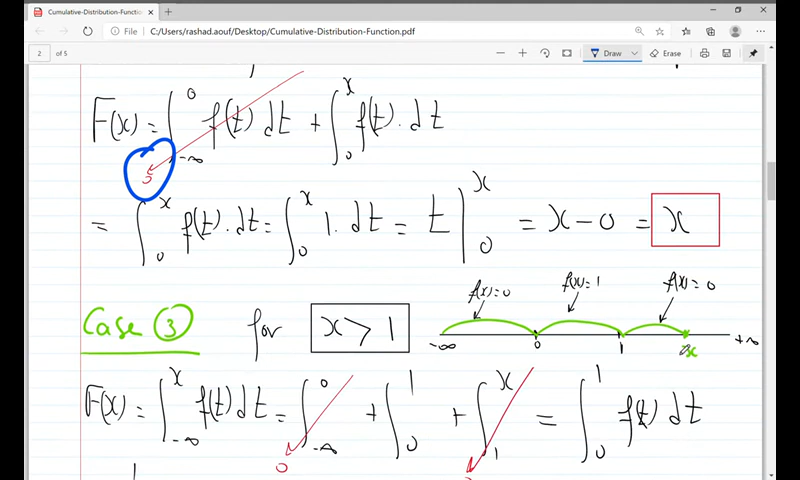 Cumulative-Distribution-Function
File | C:/Users/rashad.aouf/Desktop/Cumulative-Distribution-Function.pdf
2 of 5
Draw
Erase
F(x) = ∫_{-∞}^{0} f(t) dt + ∫_{0}^{x} f(t). dt
= ∫_{0}^{x} f(t). dt = ∫_{0}^{x} 1. dt = t |_{0}^{x} = x - 0 = x
Case 3 for x > 1
f(x)=0 f(x)=1 f(x)=0
-∞ 0 1 x +∞
F(x) = ∫_{-∞}^{x} f(t) dt = ∫_{-∞}^{0} + ∫_{0}^{1} + ∫_{1}^{x} = ∫_{0}^{1} f(t) dt
0